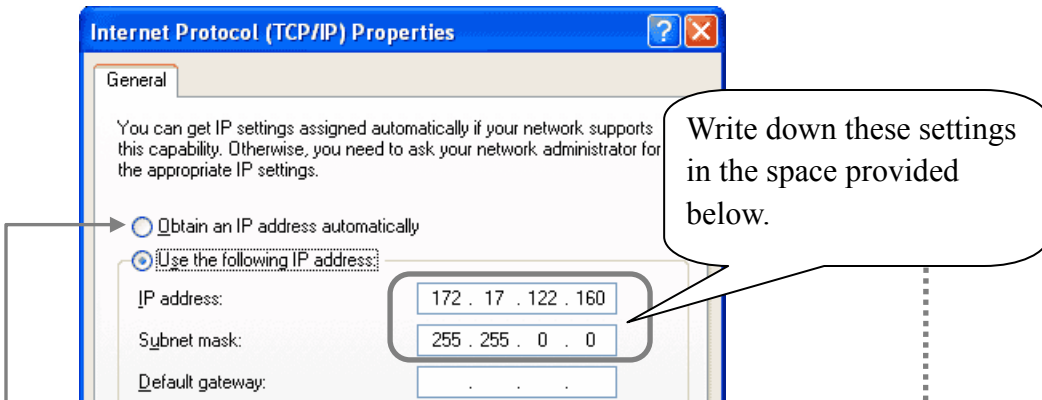 Internet Protocol (TCP/IP) Properties
General
You can get IP settings assigned automatically if your network supports
this capability. Otherwise, you need to ask your network administrator for
the appropriate IP settings.
Write down these settings
in the space provided
below.
Obtain an IP address automatically
Use the following IP address:
IP address:
172 . 17 . 122 . 160
Subnet mask:
255 . 255 . 0 . 0
Default gateway:
. . .